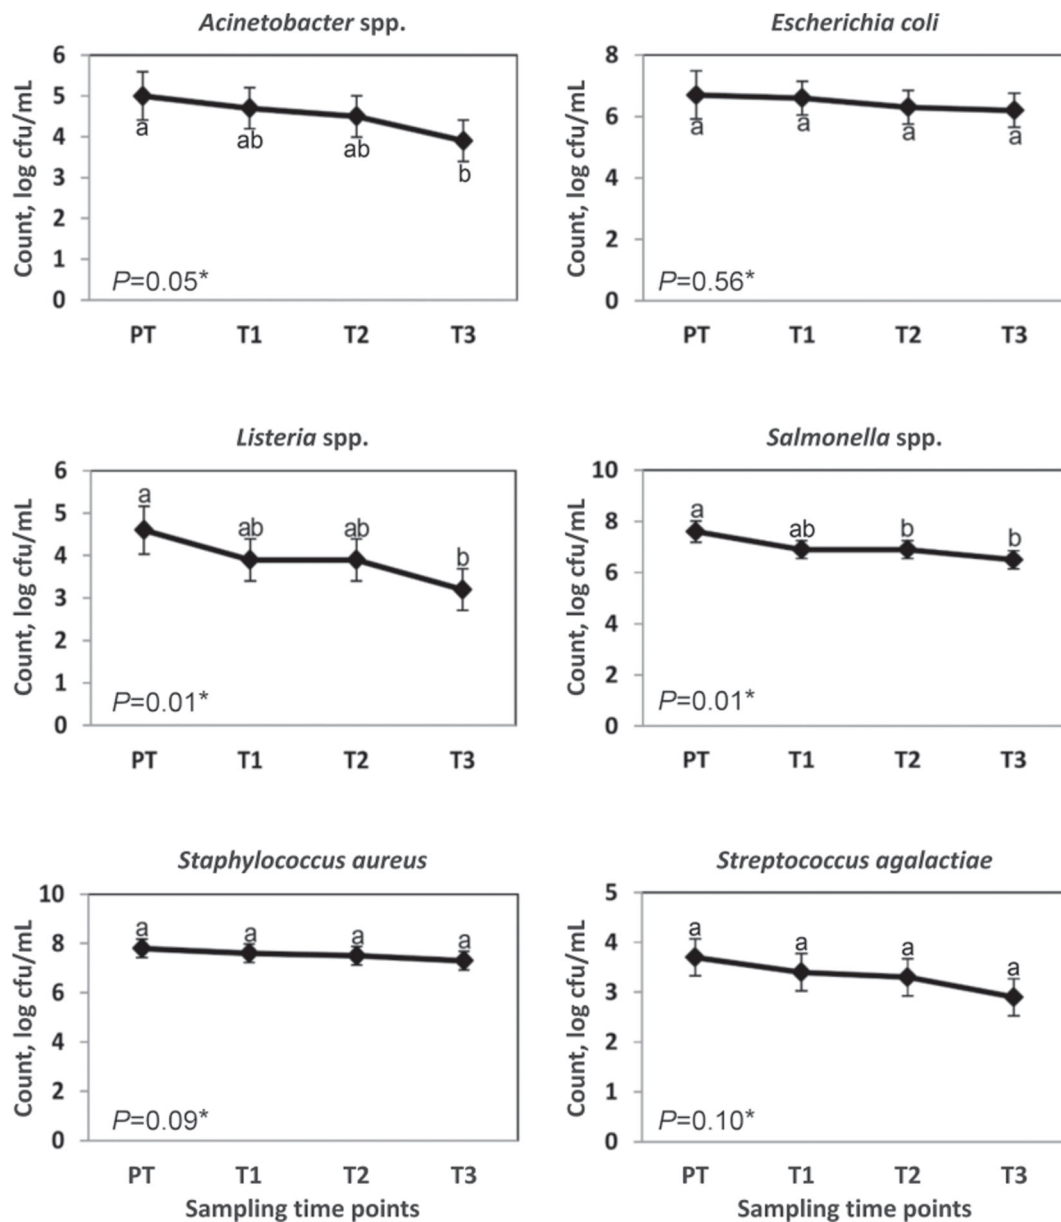 Acinetobacter spp.
Count, log cfu/mL
6
5
4
3
2
1
0
a
ab
ab
b
P=0.05*
PT T1 T2 T3
Escherichia coli
Count, log cfu/mL
8
6
4
2
0
a
a
a
a
P=0.56*
PT T1 T2 T3
Listeria spp.
Count, log cfu/mL
6
5
4
3
2
1
0
a
ab
ab
b
P=0.01*
PT T1 T2 T3
Salmonella spp.
Count, log cfu/mL
10
8
6
4
2
0
a
ab
b
b
P=0.01*
PT T1 T2 T3
Staphylococcus aureus
Count, log cfu/mL
10
8
6
4
2
0
a
a
a
a
P=0.09*
PT T1 T2 T3
Sampling time points
Streptococcus agalactiae
Count, log cfu/mL
5
4
3
2
1
0
a
a
a
a
P=0.10*
PT T1 T2 T3
Sampling time points